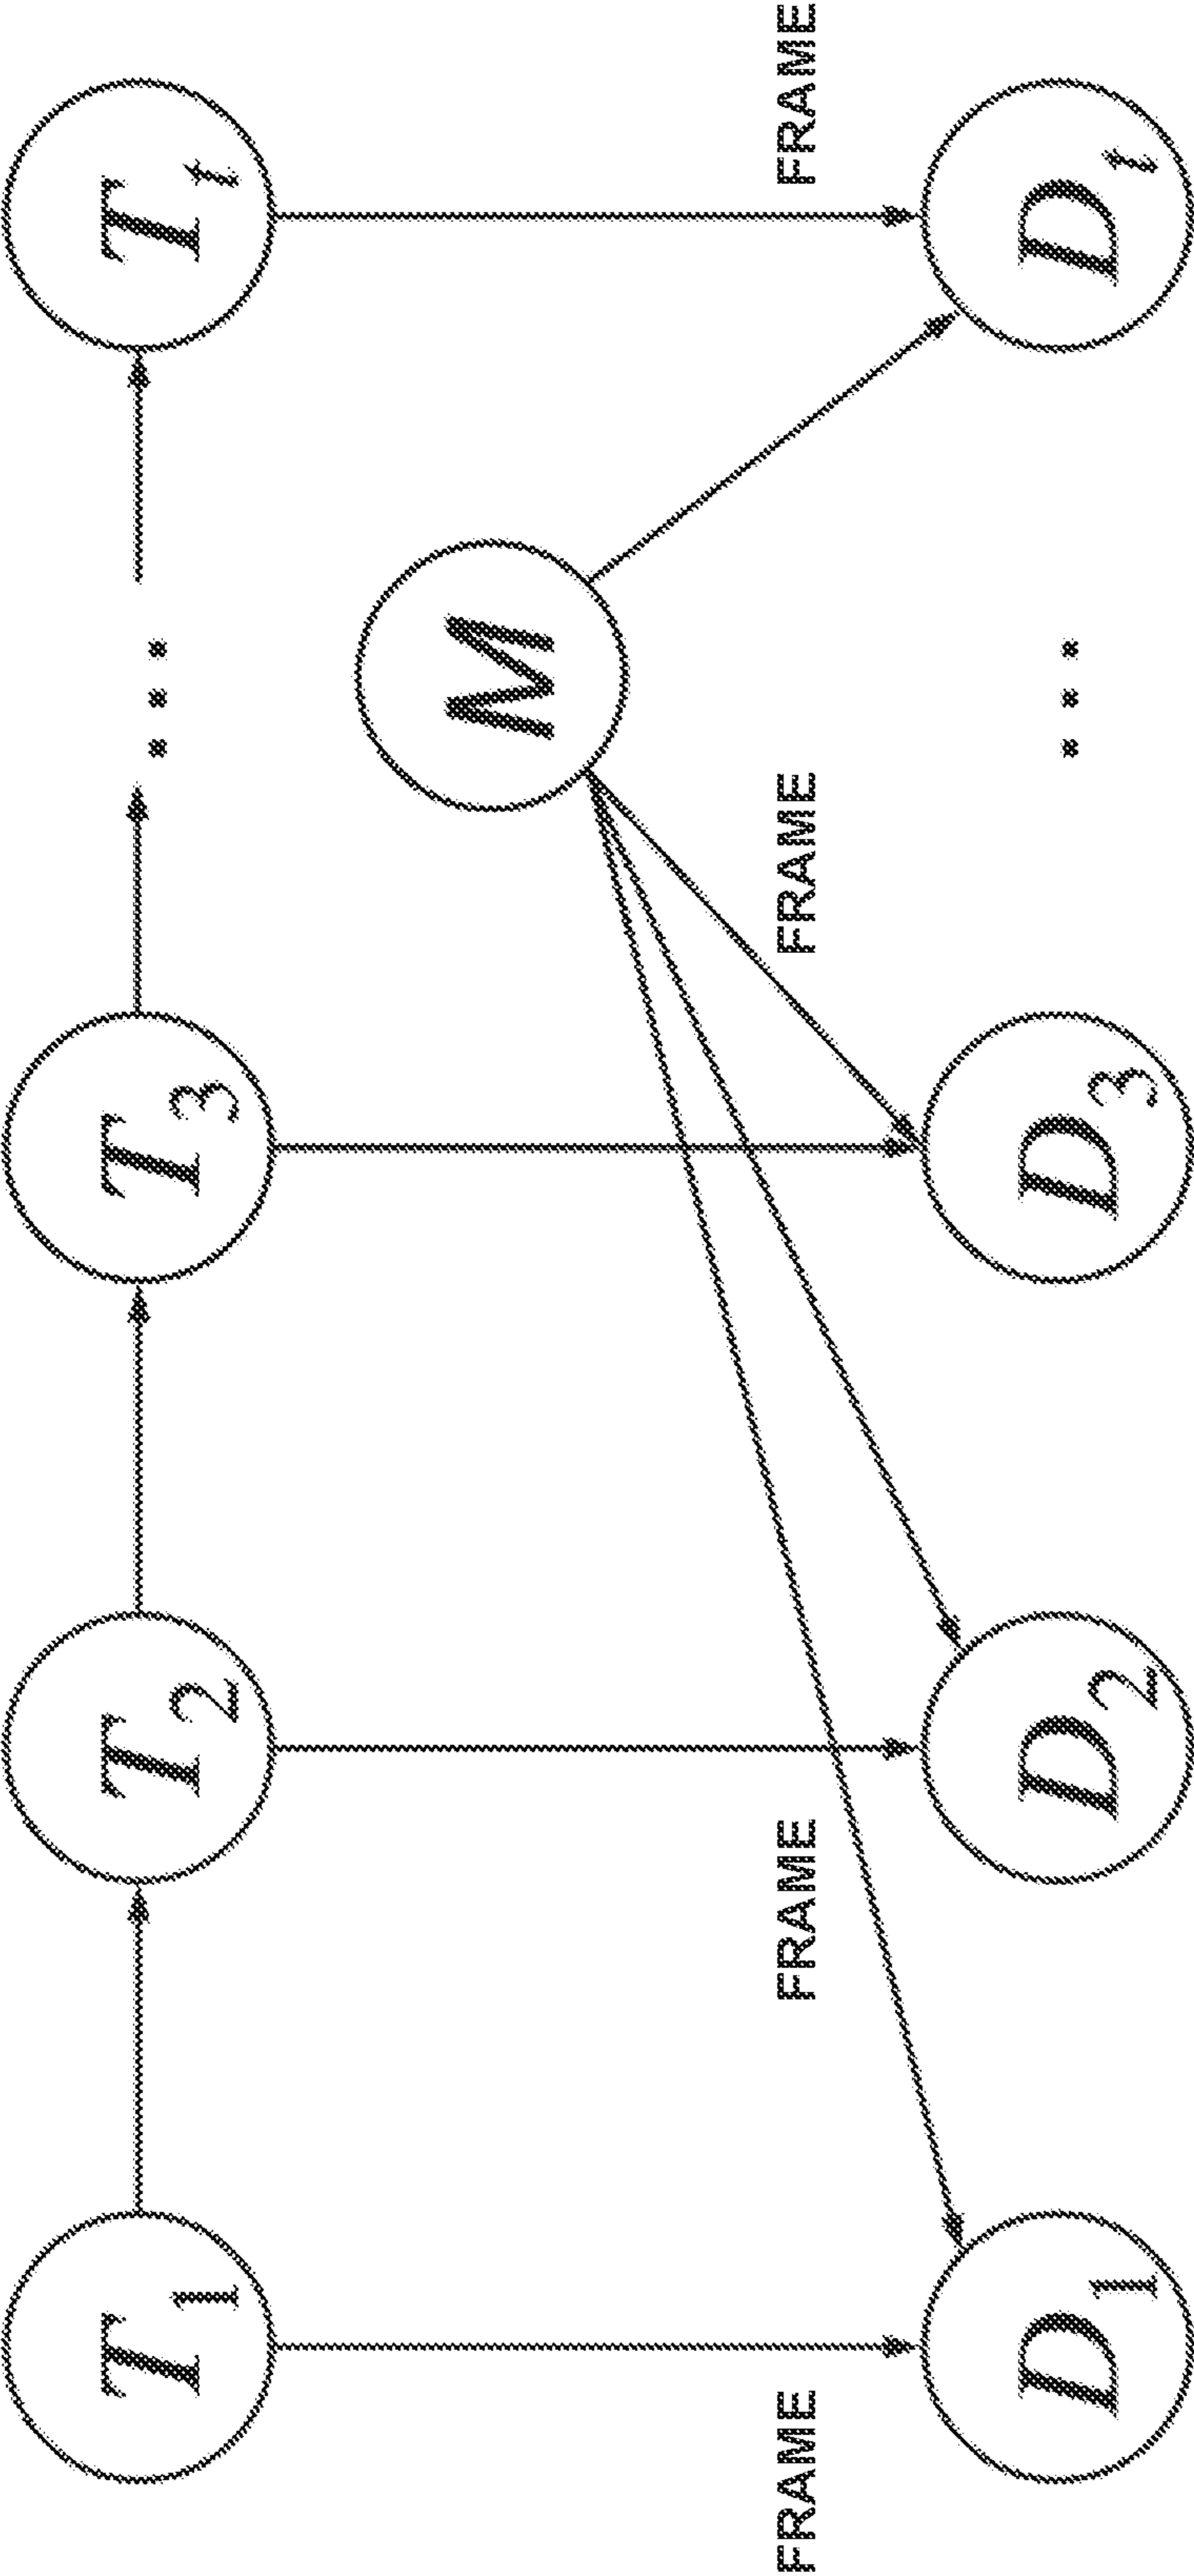 T1 T2 T3 ... Tt
M
FRAME FRAME FRAME FRAME
D1 D2 D3 ... Dt